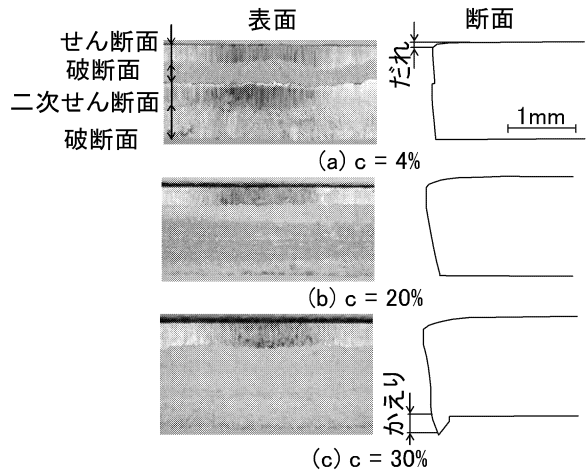 表面
断面
せん断面
破断面
二次せん断面
破断面
だれ
1mm
(a) c = 4%
(b) c = 20%
かえり
(c) c = 30%